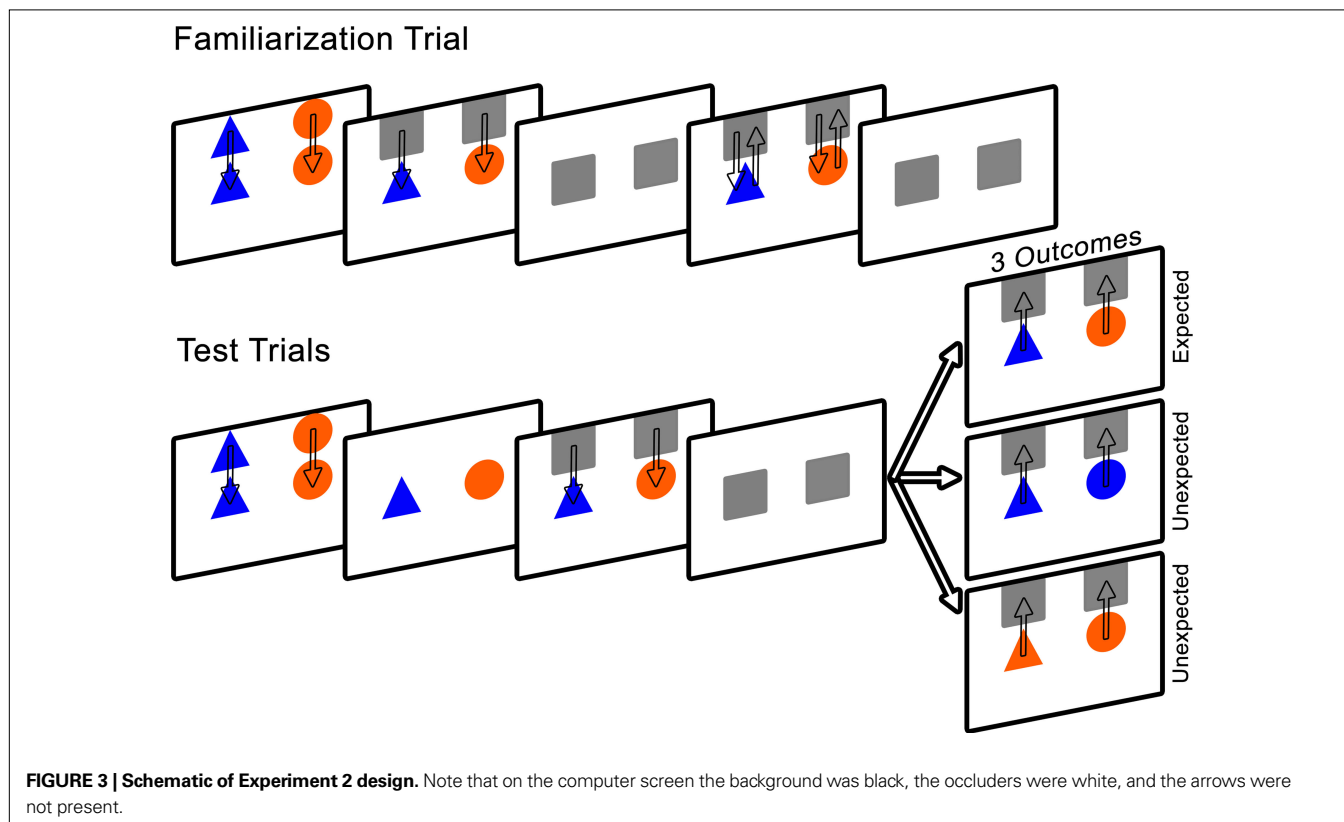 Familiarization Trial
3 Outcomes
Expected
Test Trials
Unexpected
Unexpected
FIGURE 3 | Schematic of Experiment 2 design. Note that on the computer screen the background was black, the occluders were white, and the arrows were
not present.